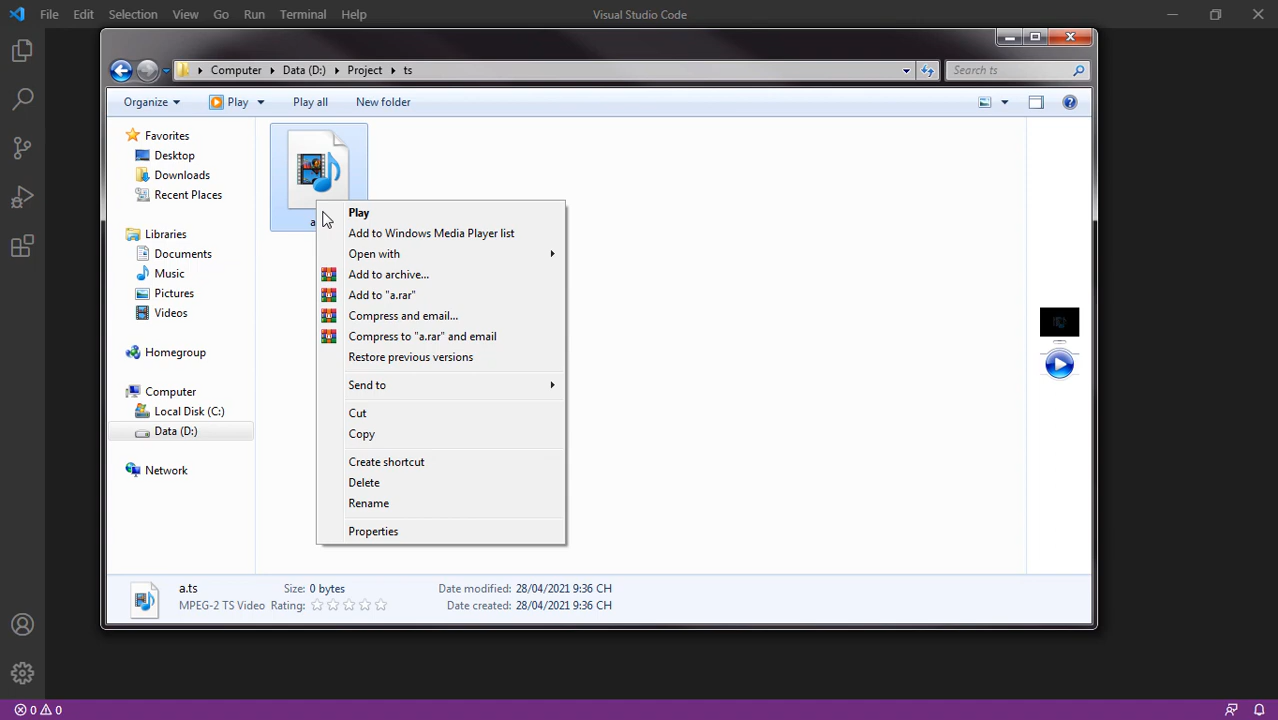 File Edit Selection View Go Run Terminal Help Visual Studio Code
Computer Data (D:) Project ts Search ts
Organize Play Play all New folder
Favorites
Desktop
Downloads
Recent Places
Libraries
Documents
Music
Pictures
Videos
Homegroup
Computer
Local Disk (C:)
Data (D:)
Network
a
Play
Add to Windows Media Player list
Open with
Add to archive...
Add to "a.rar"
Compress and email...
Compress to "a.rar" and email
Restore previous versions
Send to
Cut
Copy
Create shortcut
Delete
Rename
Properties
a.ts Size: 0 bytes Date modified: 28/04/2021 9:36 CH
MPEG-2 TS Video Rating: Date created: 28/04/2021 9:36 CH
0 0